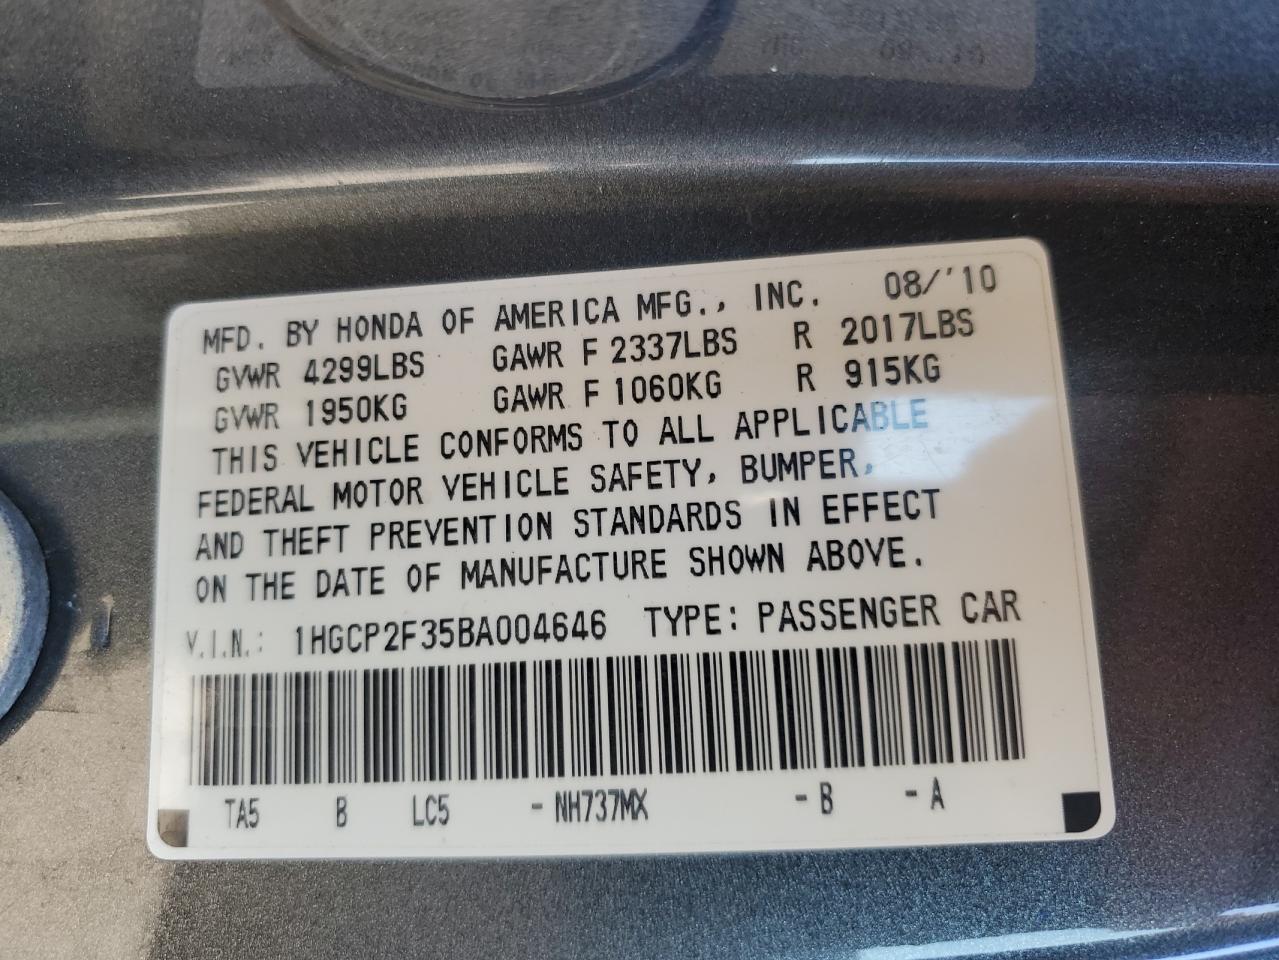 MFD. BY HONDA OF AMERICA MFG., INC. 08/'10
GVWR 4299LBS GAWR F 2337LBS R 2017LBS
GVWR 1950KG GAWR F 1060KG R 915KG
THIS VEHICLE CONFORMS TO ALL APPLICABLE
FEDERAL MOTOR VEHICLE SAFETY, BUMPER,
AND THEFT PREVENTION STANDARDS IN EFFECT
ON THE DATE OF MANUFACTURE SHOWN ABOVE.
V.I.N.: 1HGCP2F35BA004646 TYPE: PASSENGER CAR
TA5 B LC5 - NH737MX - B - A